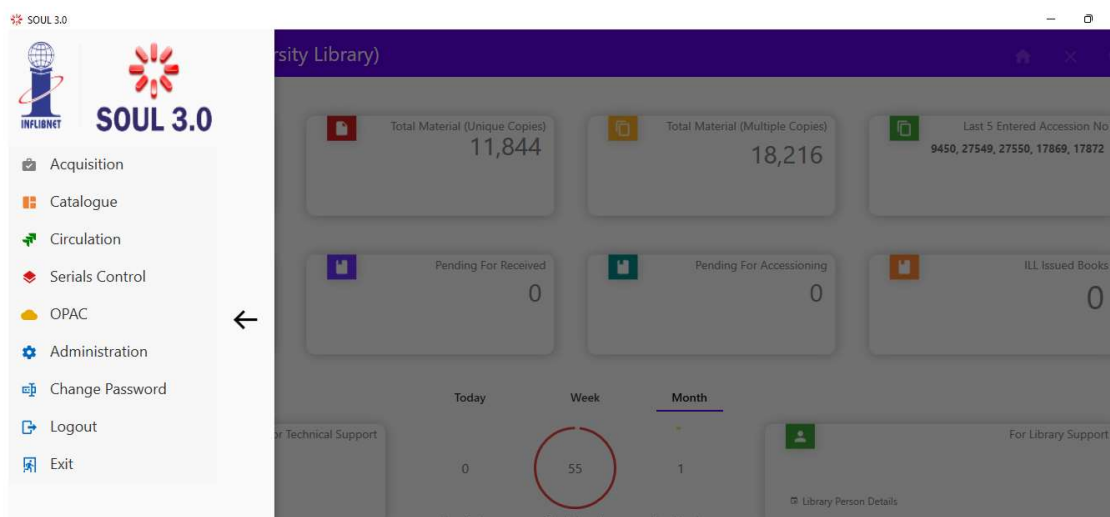 SOUL 3.0
INFLIBNET
SOUL 3.0
Acquisition
Catalogue
Circulation
Serials Control
OPAC
Administration
Change Password
Logout
Exit
rsity Library)
Total Material (Unique Copies)
11,844
Total Material (Multiple Copies)
18,216
Last 5 Entered Accession No
9450, 27549, 27550, 17869, 17872
Pending For Received
0
Pending For Accessioning
0
ILL Issued Books
0
Today Week Month
or Technical Support
0 55 1
For Library Support
Library Person Details